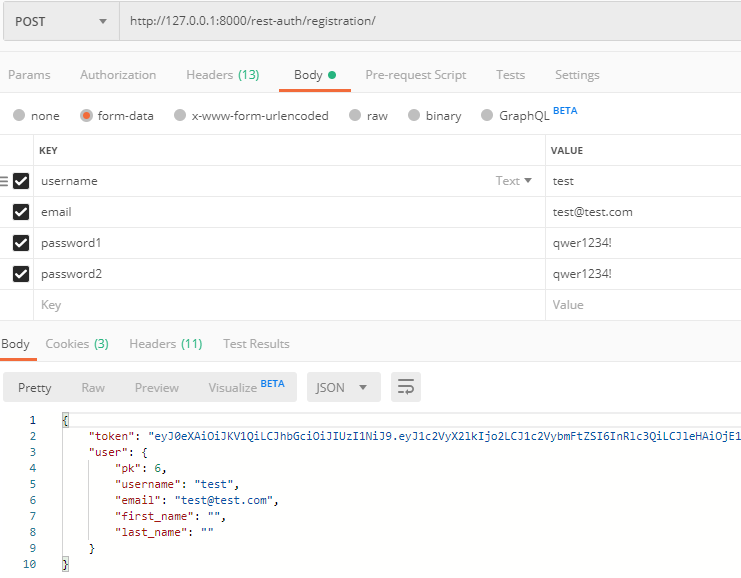 POST http://127.0.0.1:8000/rest-auth/registration/
Params Authorization Headers (13) Body Pre-request Script Tests Settings
none form-data x-www-form-urlencoded raw binary GraphQL BETA
KEY VALUE
username Text test
email test@test.com
password1 qwer1234!
password2 qwer1234!
Key Value
Body Cookies (3) Headers (11) Test Results
Pretty Raw Preview Visualize BETA JSON
1 {
2 "token": "eyJ0eXAiOiJKV1QiLCJhbGciOiJIUzI1NiJ9.eyJ1c2VyX2lkIjo2LCJ1c2VybmFtZSI6InRlc3QiLCJleHAiOjE1
3 "user": {
4 "pk": 6,
5 "username": "test",
6 "email": "test@test.com",
7 "first_name": "",
8 "last_name": ""
9 }
10 }